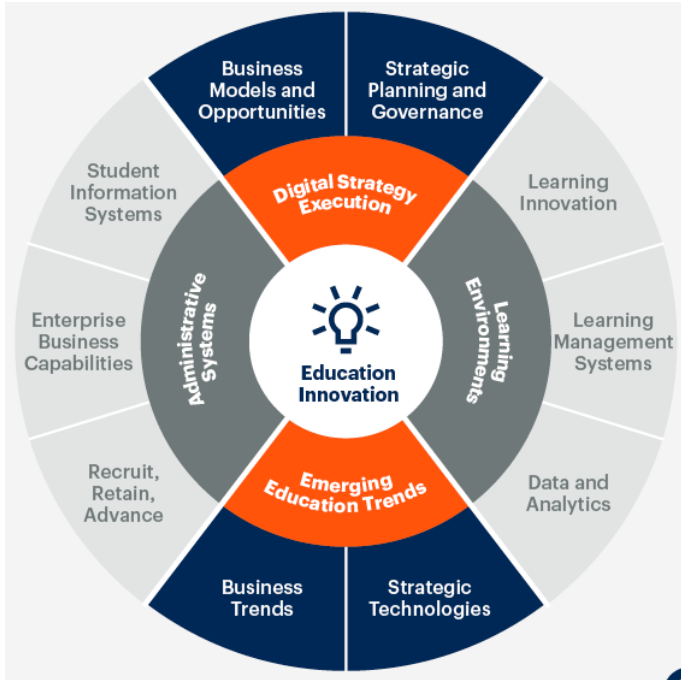 Business
Models and
Opportunities
Strategic
Planning and
Governance
Digital Strategy
Execution
Student
Information
Systems
Enterprise
Business
Capabilities
Recruit,
Retain,
Advance
Administrative
Systems
Education
Innovation
Learning
Environments
Learning
Innovation
Learning
Management
Systems
Data and
Analytics
Emerging
Education Trends
Business
Trends
Strategic
Technologies